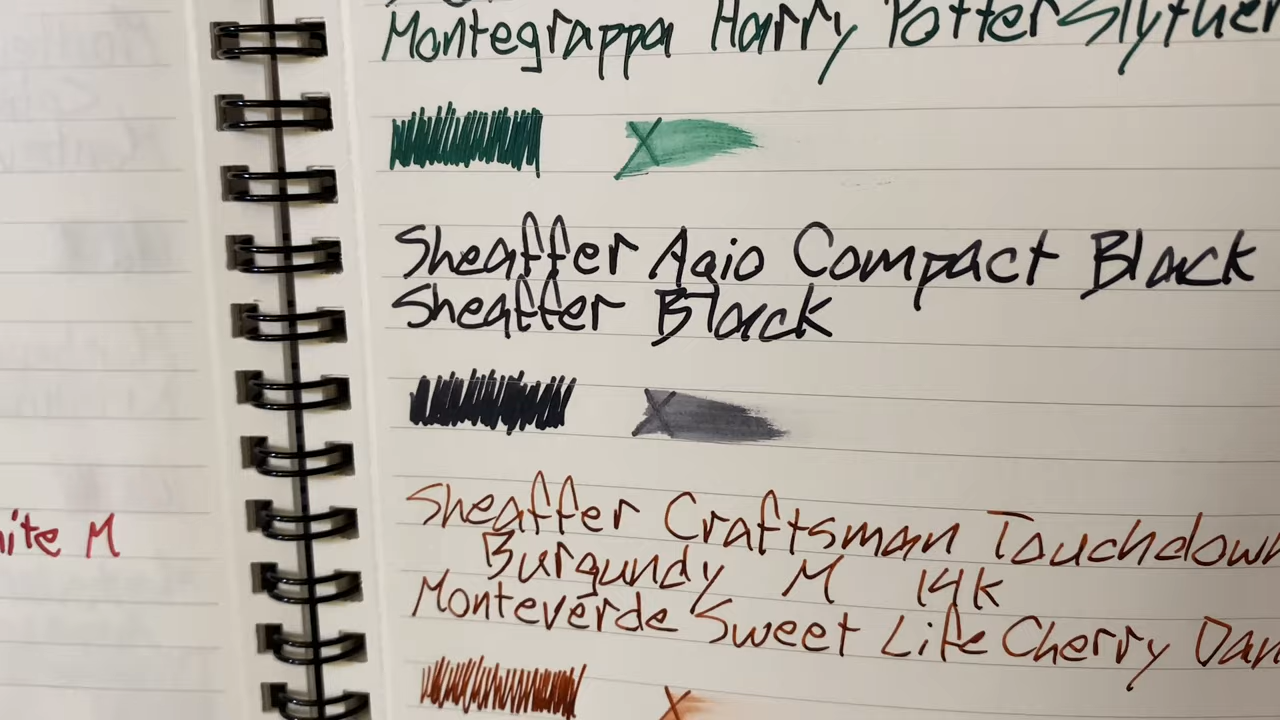 Montegrappa Harry Potter Slyther
X
Sheaffer Agio Compact Black
Sheaffer Black
X
Sheaffer Craftsman Touchdown
Burgundy M 14k
ite M
Monteverde Sweet Life Cherry Dan
X